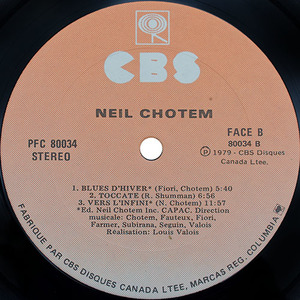 CBS
NEIL CHOTEM
PFC 80034
STEREO
FACE B
80034 B
Ⓟ 1979 - CBS Disques
Canada Ltee.
1. BLUES D'HIVER* (Fiori, Chotem) 5:40
2. TOCCATE (R. Shumman) 6:56
3. VERS L'INFINI* (N. Chotem) 11:57
*Ed. Neil Chotem Inc. CAPAC. Direction
musicale: Chotem, Fauteux, Fiori,
Farmer, Subirana, Seguin, Valois
Réalisation: Louis Valois
FABRIQUE PAR CBS DISQUES CANADA LTEE. MARCAS REG. COLUMBIA